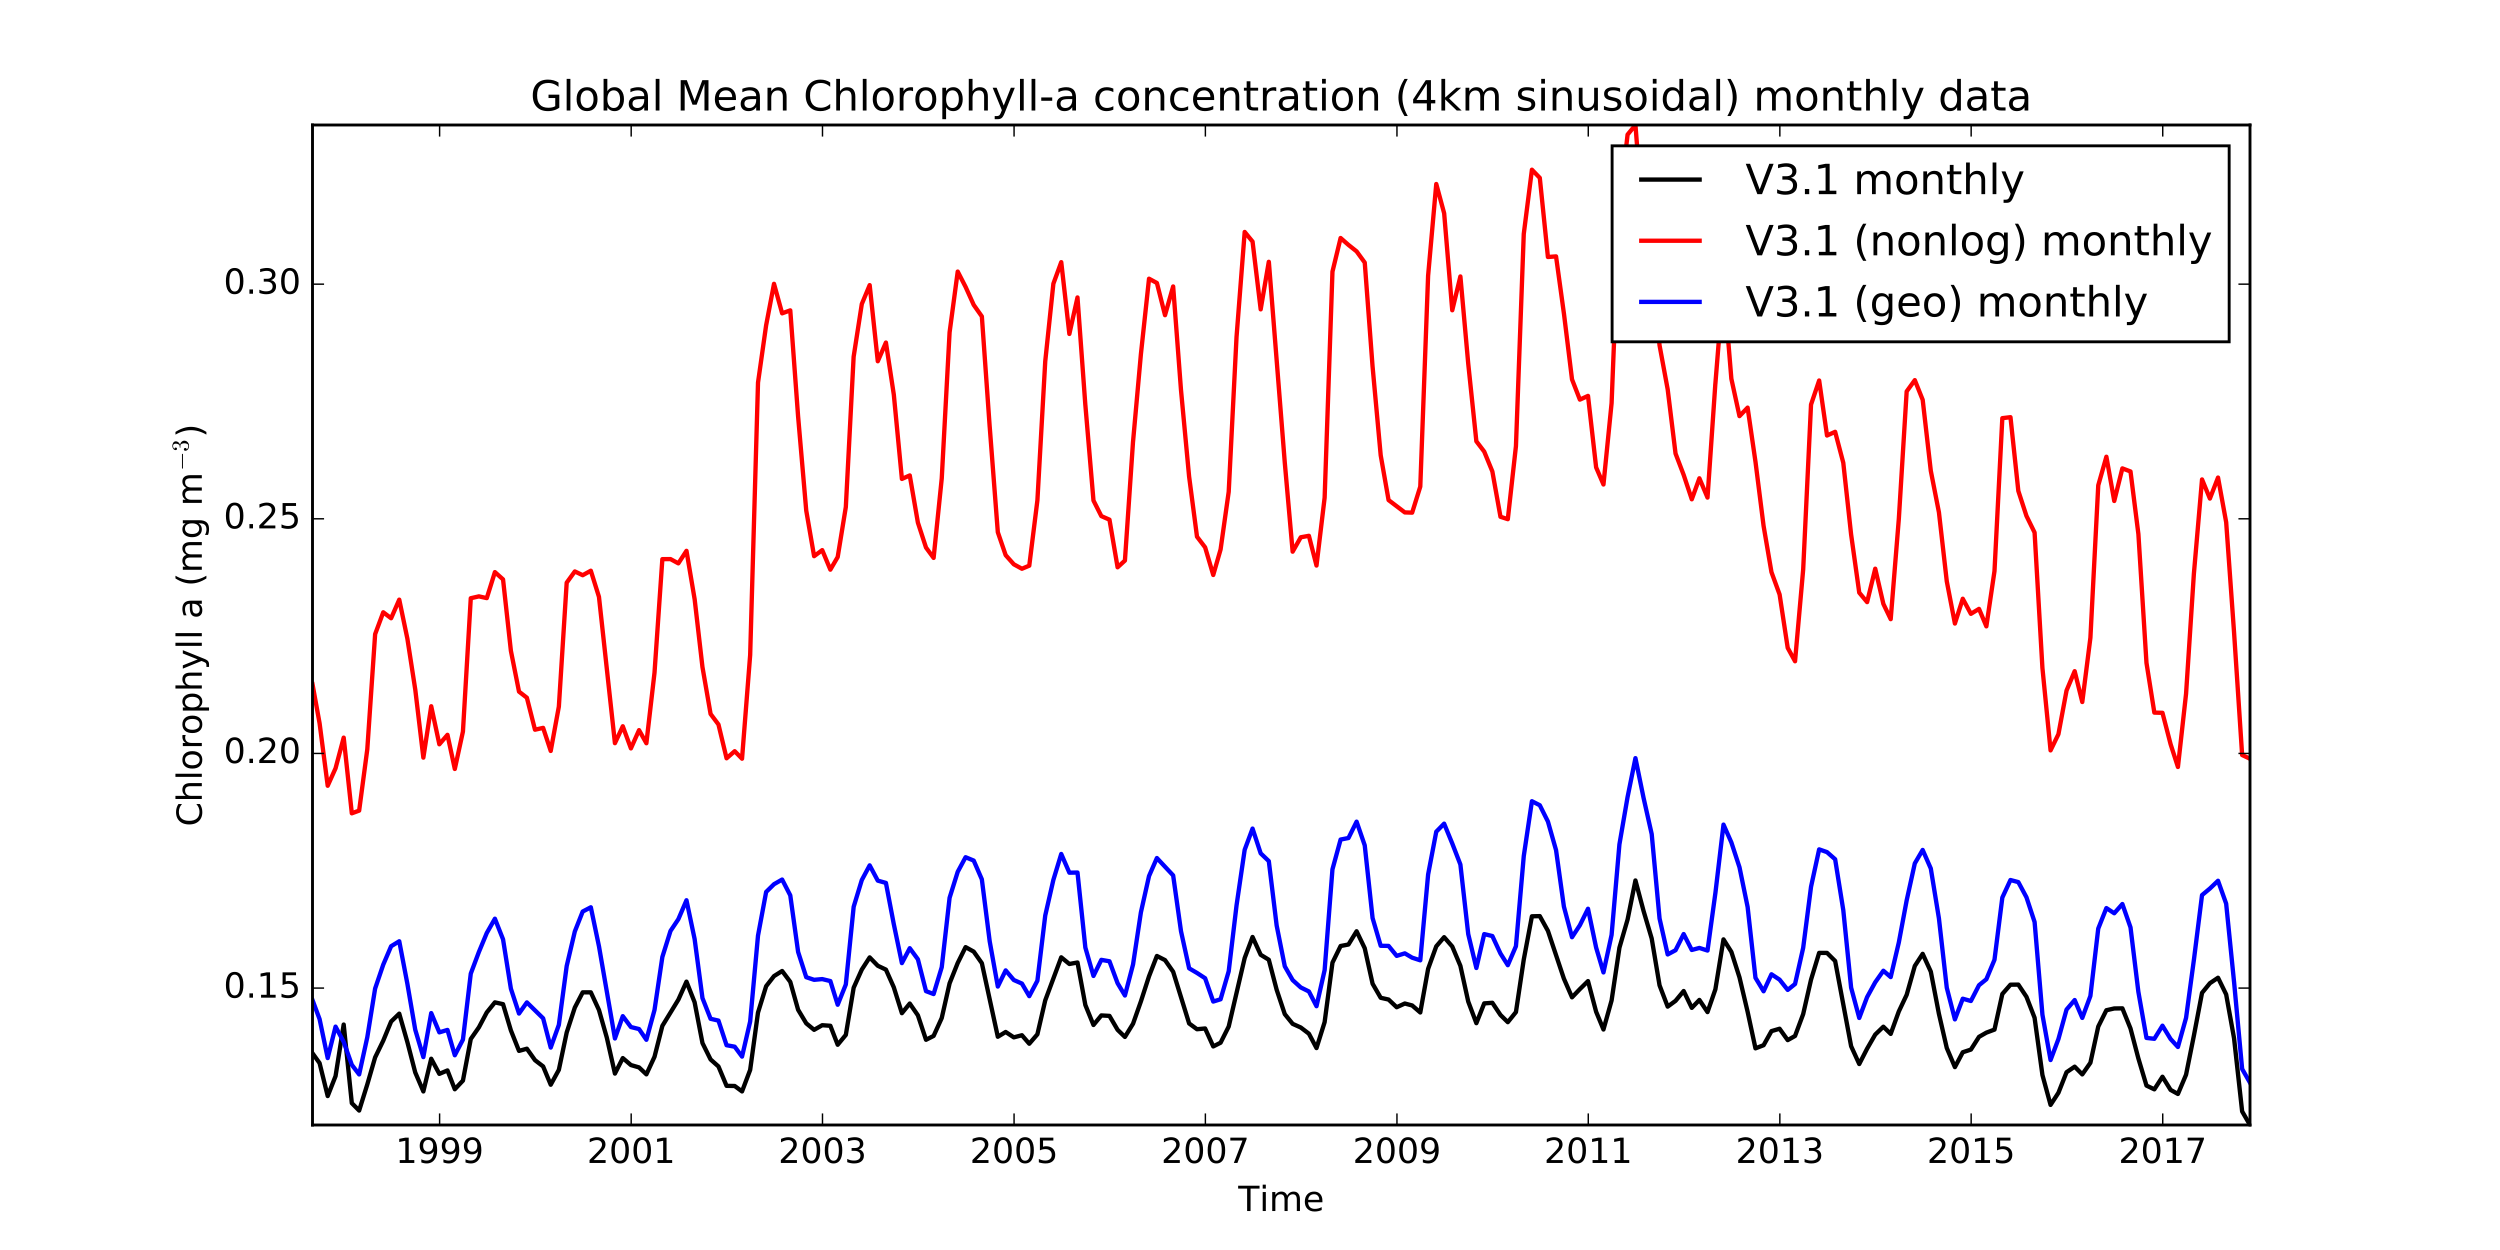 Global Mean Chlorophyll-a concentration (4km sinusoidal) monthly data
V3.1 monthly
V3.1 (nonlog) monthly
V3.1 (geo) monthly
0.30
0.25
0.20
0.15
Chlorophyll a (mg m⁻³)
1999 2001 2003 2005 2007 2009 2011 2013 2015 2017
Time